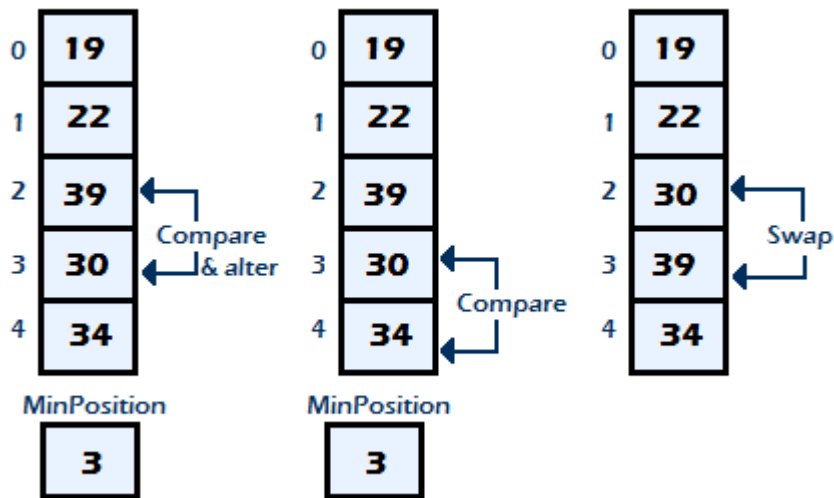 0 19
1 22
2 39
3 30
4 34
Compare
& alter
MinPosition
3
0 19
1 22
2 39
3 30
4 34
Compare
MinPosition
3
0 19
1 22
2 30
3 39
4 34
Swap